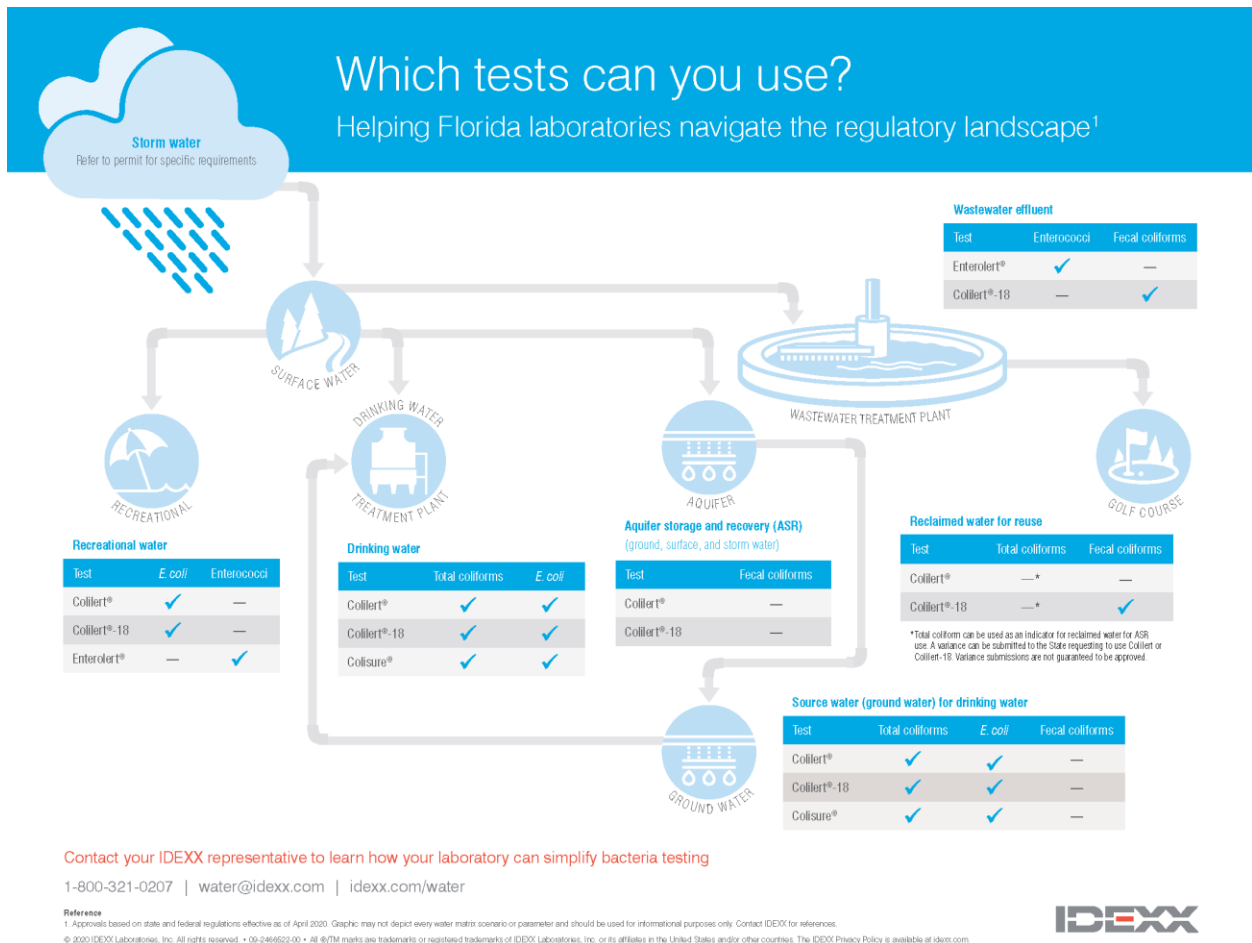 Which tests can you use?
Helping Florida laboratories navigate the regulatory landscape1
Storm water
Refer to permit for specific requirements
Wastewater effluent
Test Enterococci Fecal coliforms
Enterolert® ✓ —
Colilert®-18 — ✓
SURFACE WATER
WASTEWATER TREATMENT PLANT
RECREATIONAL
DRINKING WATER
TREATMENT PLANT
AQUIFER
GOLF COURSE
Recreational water
Test E. coli Enterococci
Colilert® ✓ —
Colilert®-18 ✓ —
Enterolert® — ✓
Drinking water
Test Total coliforms E. coli
Colilert® ✓ ✓
Colilert®-18 ✓ ✓
Colisure® ✓ ✓
Aquifer storage and recovery (ASR)
(ground, surface, and storm water)
Test Fecal coliforms
Colilert® —
Colilert®-18 —
Reclaimed water for reuse
Test Total coliforms Fecal coliforms
Colilert® —* —
Colilert®-18 —* ✓
*Total coliform can be used as an indicator for reclaimed water for ASR
use. A variance can be submitted to the State requesting to use Colilert or
Colilert-18. Variance submissions are not guaranteed to be approved.
GROUND WATER
Source water (ground water) for drinking water
Test Total coliforms E. coli Fecal coliforms
Colilert® ✓ ✓ —
Colilert®-18 ✓ ✓ —
Colisure® ✓ ✓ —
Contact your IDEXX representative to learn how your laboratory can simplify bacteria testing
1-800-321-0207 | water@idexx.com | idexx.com/water
Reference
1. Approvals based on state and federal regulations effective as of April 2020. Graphic may not depict every water matrix scenario or parameter and should be used for informational purposes only. Contact IDEXX for references.
© 2020 IDEXX Laboratories, Inc. All rights reserved. • 09-2466522-00 • All ®/TM marks are trademarks or registered trademarks of IDEXX Laboratories, Inc. or its affiliates in the United States and/or other countries. The IDEXX Privacy Policy is available at idexx.com.
IDEXX